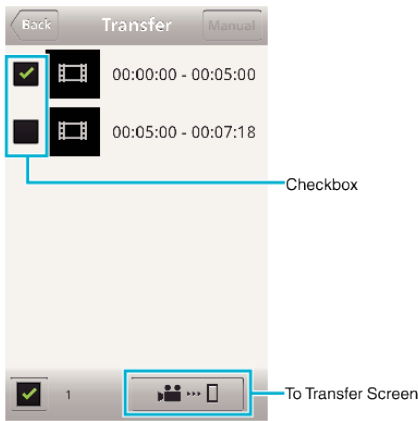 Back Transfer Manual
00:00:00 - 00:05:00
00:05:00 - 00:07:18
Checkbox
1
To Transfer Screen